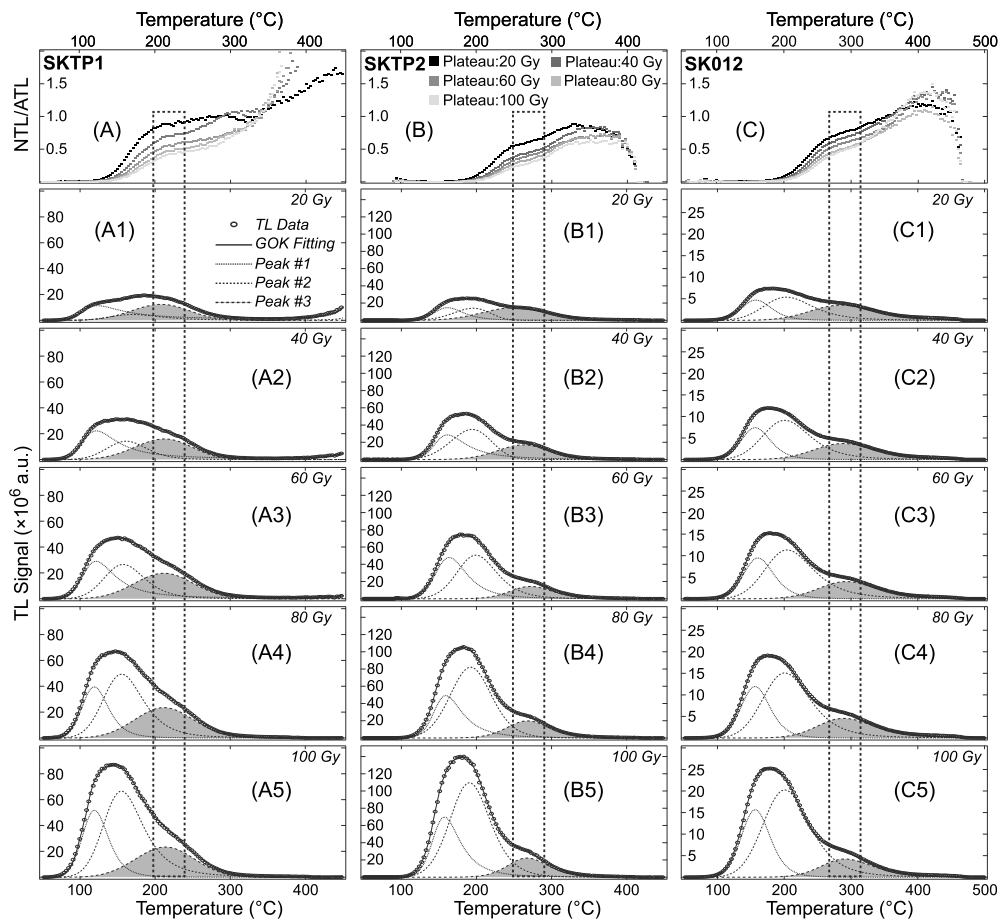 Temperature (°C) Temperature (°C) Temperature (°C)
100 200 300 400 100 200 300 400 100 200 300 400 500
SKTP1 SKTP2 SK012
Plateau:20 Gy Plateau:40 Gy
Plateau:60 Gy Plateau:80 Gy
Plateau:100 Gy
NTL/ATL
1.5 1.5 1.5
1.0 1.0 1.0
0.5 0.5 0.5
(A) (B) (C)
TL Signal (×10⁶ a.u.)
20 Gy 20 Gy 20 Gy
(A1) (B1) (C1)
TL Data
GOK Fitting
Peak #1
Peak #2
Peak #3
80 60 40 20
140 120 100 80 60 40 20
25 20 15 10 5
40 Gy 40 Gy 40 Gy
(A2) (B2) (C2)
80 60 40 20
140 120 100 80 60 40 20
25 20 15 10 5
60 Gy 60 Gy 60 Gy
(A3) (B3) (C3)
80 60 40 20
140 120 100 80 60 40 20
25 20 15 10 5
80 Gy 80 Gy 80 Gy
(A4) (B4) (C4)
80 60 40 20
140 120 100 80 60 40 20
25 20 15 10 5
100 Gy 100 Gy 100 Gy
(A5) (B5) (C5)
80 60 40 20
140 120 100 80 60 40 20
25 20 15 10 5
100 200 300 400 100 200 300 400 100 200 300 400 500
Temperature (°C) Temperature (°C) Temperature (°C)